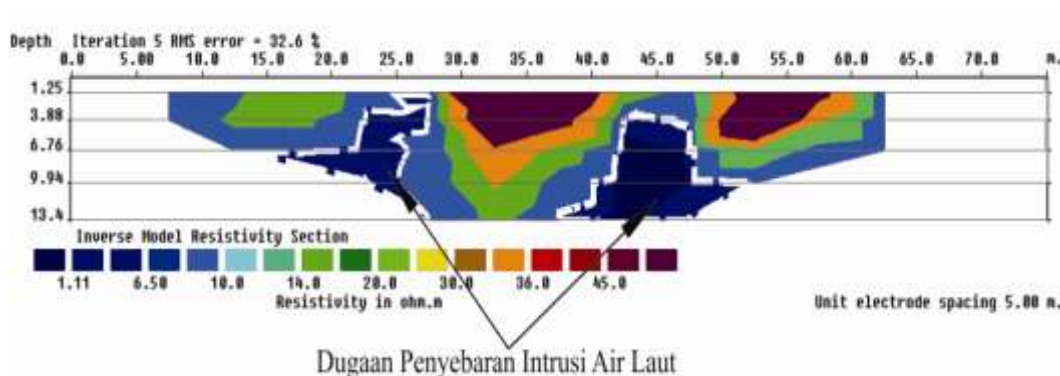 Depth Iteration 5 RMS error = 32.6 %
0.0 5.00 10.0 15.0 20.0 25.0 30.0 35.0 40.0 45.0 50.0 55.0 60.0 65.0 70.0 m.
1.25
3.88
6.76
9.94
13.4
Inverse Model Resistivity Section
1.11 6.50 10.0 14.0 20.0 30.0 36.0 45.0
Resistivity in ohm.m
Unit electrode spacing 5.00 m.
Dugaan Penyebaran Intrusi Air Laut